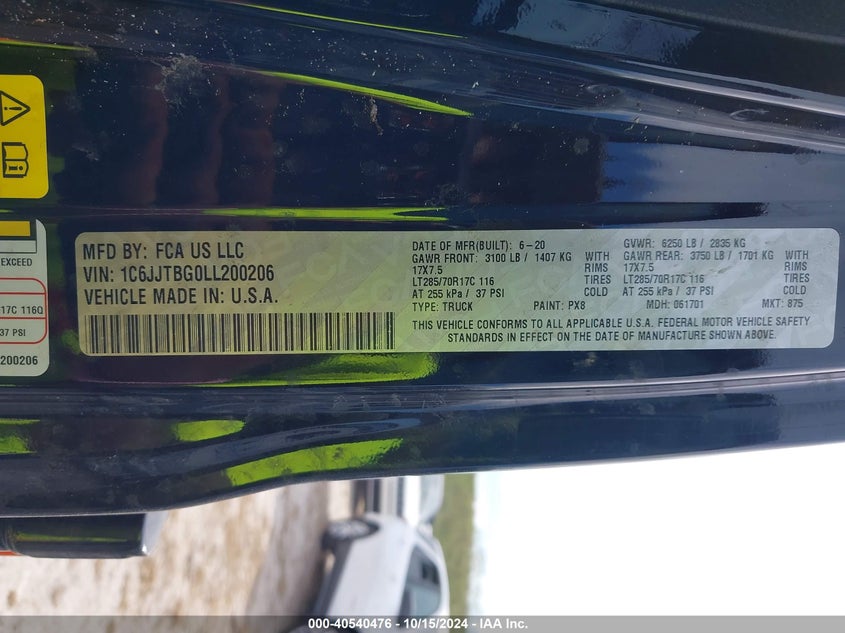 EXCEED
17C 116Q
37 PSI
200206
MFD BY: FCA US LLC
VIN: 1C6JJTBG0LL200206
VEHICLE MADE IN: U.S.A.
DATE OF MFR(BUILT): 6-20
GVWR: 6250 LB / 2835 KG
GAWR FRONT: 3100 LB / 1407 KG WITH
GAWR REAR: 3750 LB / 1701 KG WITH
17X7.5 RIMS
17X7.5 RIMS
LT285/70R17C 116 TIRES
LT285/70R17C 116 TIRES
AT 255 kPa / 37 PSI COLD
AT 255 kPa / 37 PSI COLD
TYPE: TRUCK PAINT: PX8 MDH: 061701 MKT: 875
THIS VEHICLE CONFORMS TO ALL APPLICABLE U.S.A. FEDERAL MOTOR VEHICLE SAFETY
STANDARDS IN EFFECT ON THE DATE OF MANUFACTURE SHOWN ABOVE.
000-40540476 - 10/15/2024 - IAA Inc.